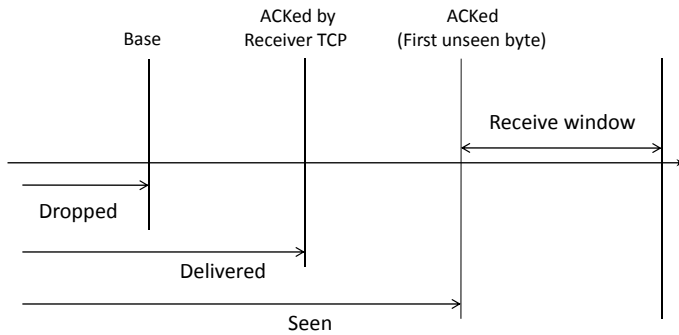 Base
ACKed by
Receiver TCP
ACKed
(First unseen byte)
Receive window
Dropped
Delivered
Seen